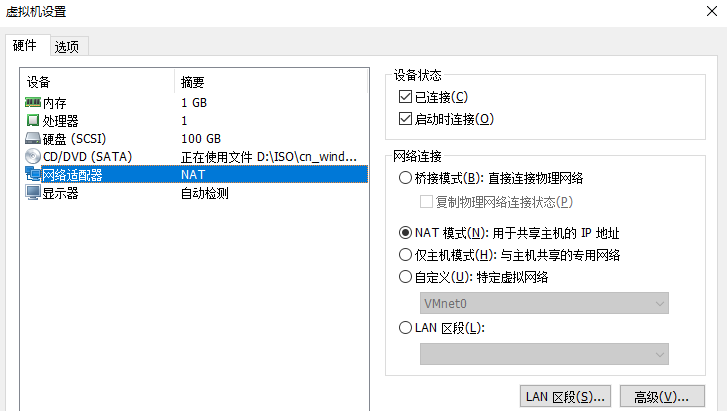 虚拟机设置
硬件 选项
设备 摘要
内存 1 GB
处理器 1
硬盘 (SCSI) 100 GB
CD/DVD (SATA) 正在使用文件 D:\ISO\cn_wind...
网络适配器 NAT
显示器 自动检测
设备状态
已连接(C)
启动时连接(O)
网络连接
桥接模式(B): 直接连接物理网络
复制物理网络连接状态(P)
NAT 模式(N): 用于共享主机的 IP 地址
仅主机模式(H): 与主机共享的专用网络
自定义(U): 特定虚拟网络
VMnet0
LAN 区段(L):
LAN 区段(S)... 高级(V)...